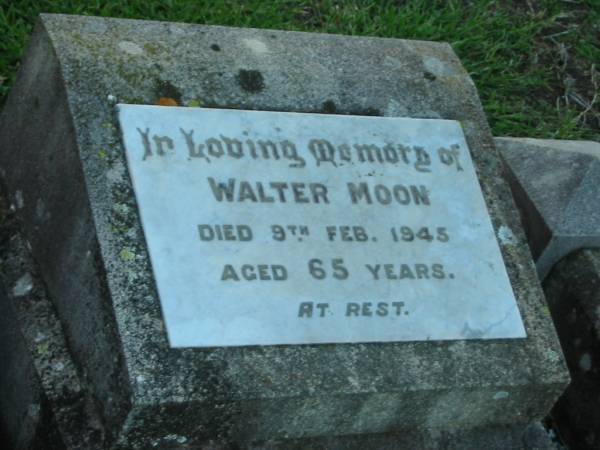 In Loving Memory of
WALTER MOON
DIED 9TH FEB. 1945
AGED 65 YEARS.
AT REST.